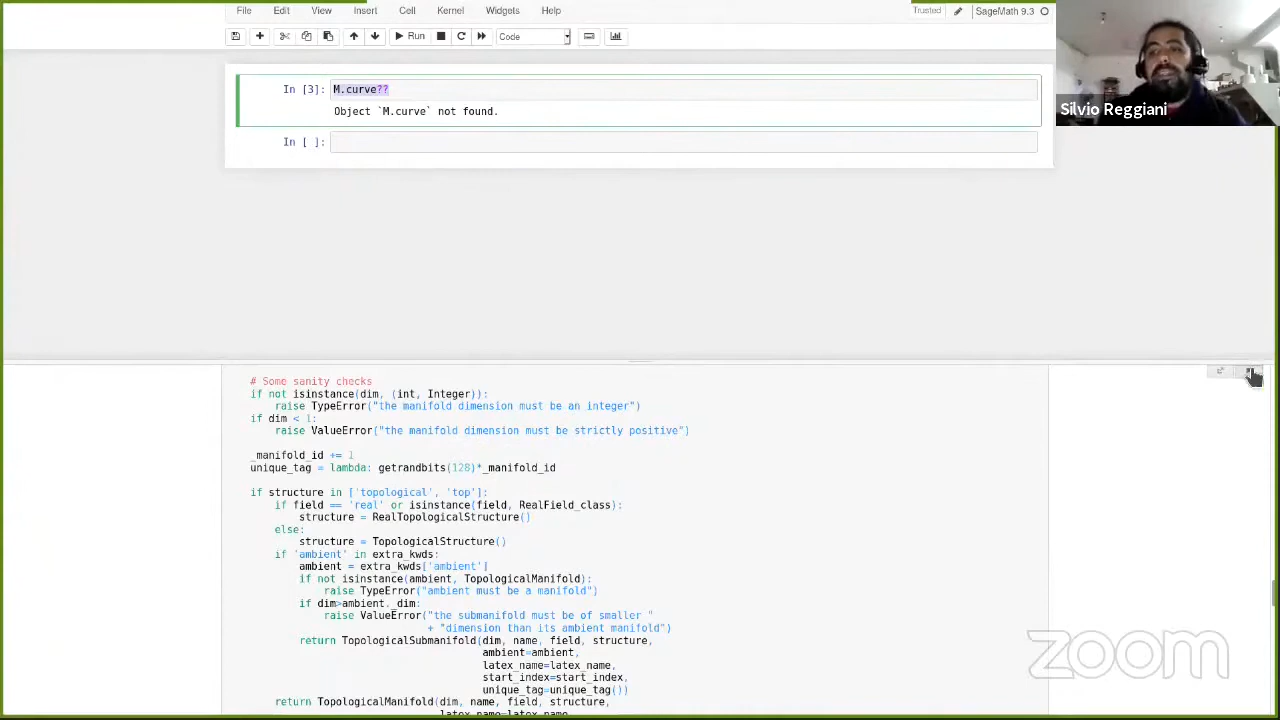 File Edit View Insert Cell Kernel Widgets Help Trusted SageMath 9.3
Run Code
In [3]: M.curve??
Object `M.curve` not found.
In [ ]:
Silvio Reggiani
# Some sanity checks
if not isinstance(dim, (int, Integer)):
raise TypeError("the manifold dimension must be an integer")
if dim < 1:
raise ValueError("the manifold dimension must be strictly positive")
_manifold_id += 1
unique_tag = lambda: getrandbits(128)*_manifold_id
if structure in ['topological', 'top']:
if field == 'real' or isinstance(field, RealField_class):
structure = RealTopologicalStructure()
else:
structure = TopologicalStructure()
if 'ambient' in extra_kwds:
ambient = extra_kwds['ambient']
if not isinstance(ambient, TopologicalManifold):
raise TypeError("ambient must be a manifold")
if dim>ambient._dim:
raise ValueError("the submanifold must be of smaller "
+ "dimension than its ambient manifold")
return TopologicalSubmanifold(dim, name, field, structure,
ambient=ambient,
latex_name=latex_name,
start_index=start_index,
unique_tag=unique_tag())
return TopologicalManifold(dim, name, field, structure,
latex_name=latex_name,
zoom